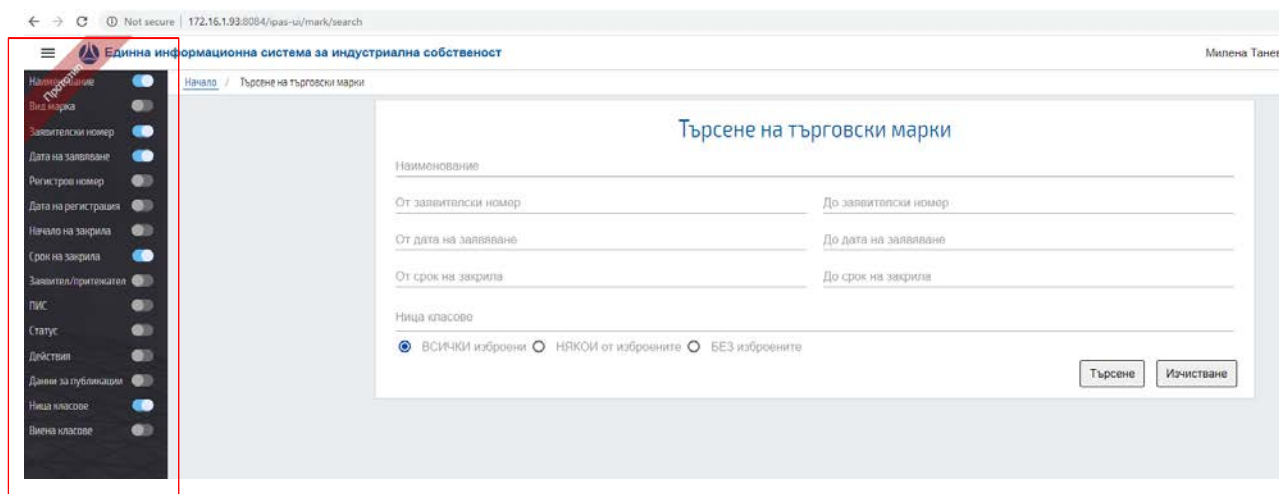 Not secure | 172.16.1.93:8084/ipas-ui/mark/search
Единна информационна система за индустриална собственост
Милена Танев
Прототип
Наименование
Начало / Търсене на търговски марки
Вид марка
Заявителски номер
Дата на заявяване
Регистров номер
Дата на регистрация
Начало на закрила
Срок на закрила
Заявител/притежател
ПИС
Статус
Действия
Данни за публикации
Ница класове
Виена класове
Търсене на търговски марки
Наименование
От заявителски номер До заявителски номер
От дата на заявяване До дата на заявяване
От срок на закрила До срок на закрила
Ница класове
ВСИЧКИ изброени НЯКОИ от изброените БЕЗ изброените
Търсене Изчистване